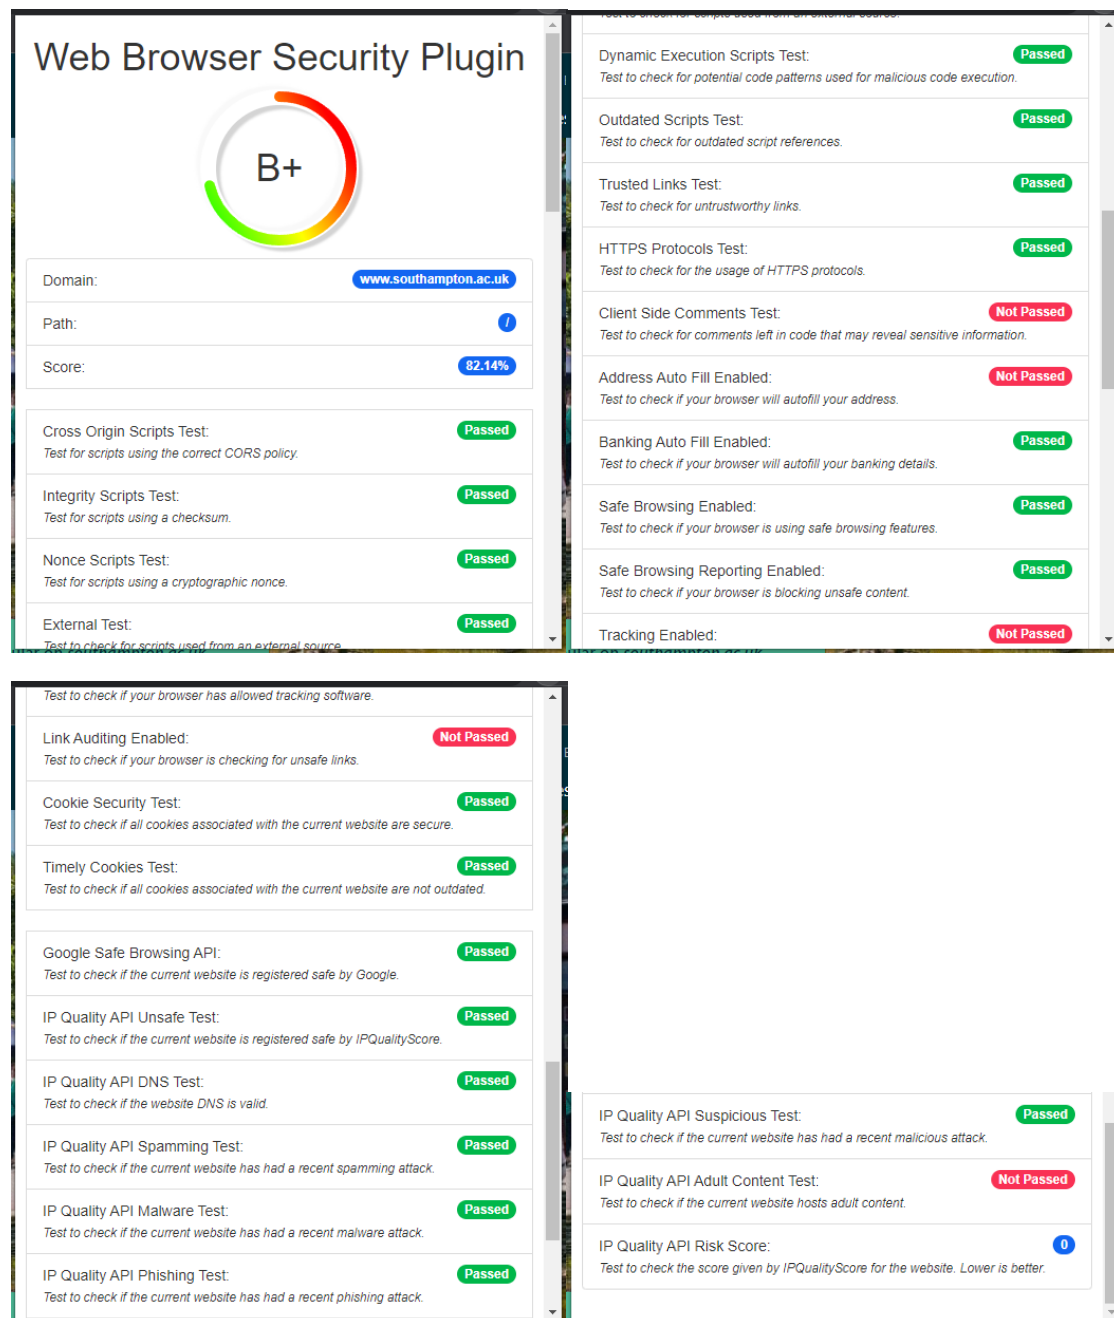 Web Browser Security Plugin
B+
Domain: www.southampton.ac.uk
Path: /
Score: 82.14%
Cross Origin Scripts Test: Passed
Test for scripts using the correct CORS policy.
Integrity Scripts Test: Passed
Test for scripts using a checksum.
Nonce Scripts Test: Passed
Test for scripts using a cryptographic nonce.
External Test: Passed
Test to check for scripts used from an external source.
Test to check for scripts used from an external source.
Dynamic Execution Scripts Test: Passed
Test to check for potential code patterns used for malicious code execution.
Outdated Scripts Test: Passed
Test to check for outdated script references.
Trusted Links Test: Passed
Test to check for untrustworthy links.
HTTPS Protocols Test: Passed
Test to check for the usage of HTTPS protocols.
Client Side Comments Test: Not Passed
Test to check for comments left in code that may reveal sensitive information.
Address Auto Fill Enabled: Not Passed
Test to check if your browser will autofill your address.
Banking Auto Fill Enabled: Passed
Test to check if your browser will autofill your banking details.
Safe Browsing Enabled: Passed
Test to check if your browser is using safe browsing features.
Safe Browsing Reporting Enabled: Passed
Test to check if your browser is blocking unsafe content.
Tracking Enabled: Not Passed
Test to check if your browser has allowed tracking software.
Link Auditing Enabled: Not Passed
Test to check if your browser is checking for unsafe links.
Cookie Security Test: Passed
Test to check if all cookies associated with the current website are secure.
Timely Cookies Test: Passed
Test to check if all cookies associated with the current website are not outdated.
Google Safe Browsing API: Passed
Test to check if the current website is registered safe by Google.
IP Quality API Unsafe Test: Passed
Test to check if the current website is registered safe by IPQualityScore.
IP Quality API DNS Test: Passed
Test to check if the website DNS is valid.
IP Quality API Spamming Test: Passed
Test to check if the current website has had a recent spamming attack.
IP Quality API Malware Test: Passed
Test to check if the current website has had a recent malware attack.
IP Quality API Phishing Test: Passed
Test to check if the current website has had a recent phishing attack.
IP Quality API Suspicious Test: Passed
Test to check if the current website has had a recent malicious attack.
IP Quality API Adult Content Test: Not Passed
Test to check if the current website hosts adult content.
IP Quality API Risk Score: 0
Test to check the score given by IPQualityScore for the website. Lower is better.